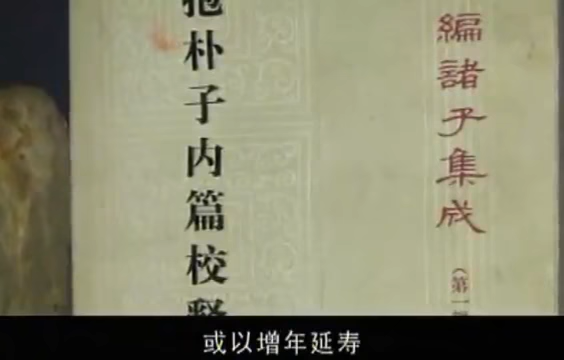 編諸子集成
（第一
抱朴子内篇校
或以增年延寿